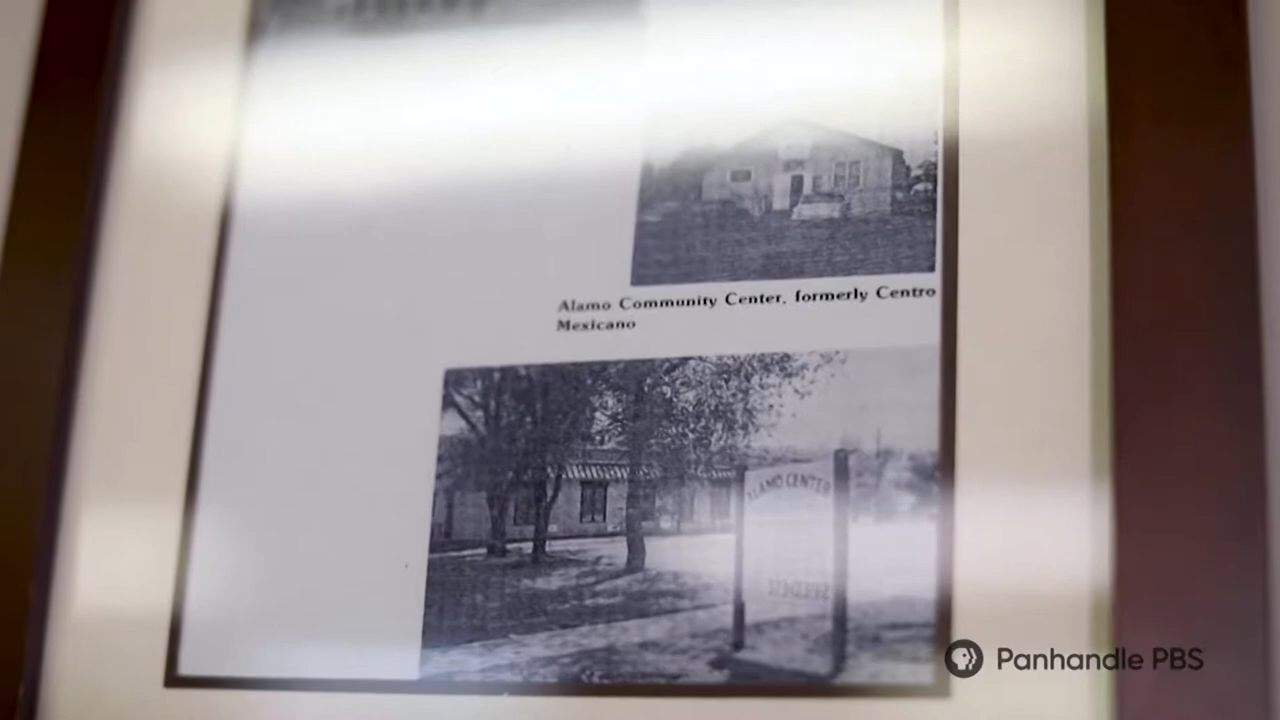 Alamo Community Center, formerly Centro
Mexicano
ALAMO CENTER
Panhandle PBS